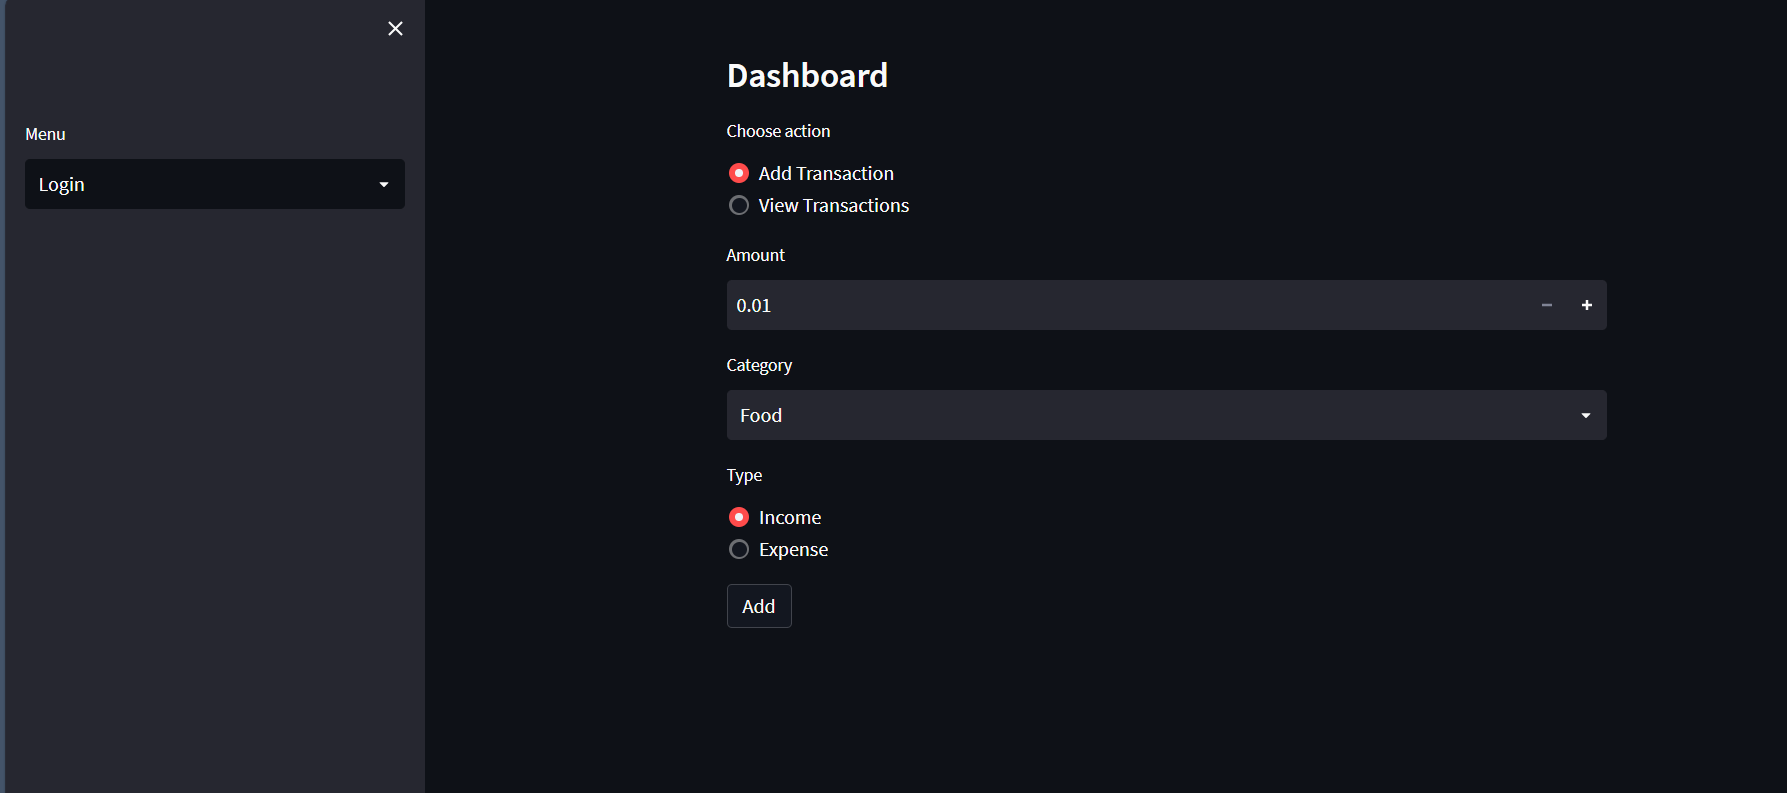 Menu
Login
Dashboard
Choose action
Add Transaction
View Transactions
Amount
0.01
Category
Food
Type
Income
Expense
Add